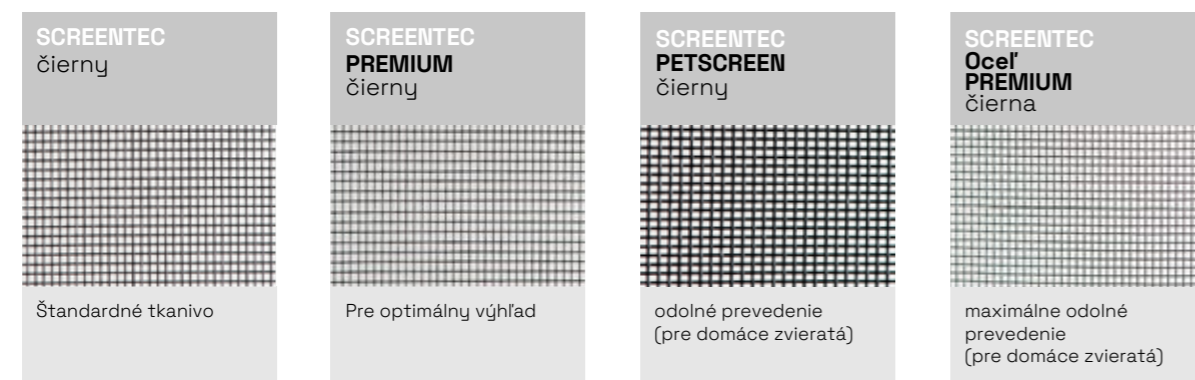 SCREENTEC
čierny
Štandardné tkanivo
SCREENTEC
PREMIUM
čierny
Pre optimálny výhľad
SCREENTEC
PETSCREEN
čierny
odolné prevedenie
(pre domáce zvieratá)
SCREENTEC
Oceľ
PREMIUM
čierna
maximálne odolné
prevedenie
(pre domáce zvieratá)